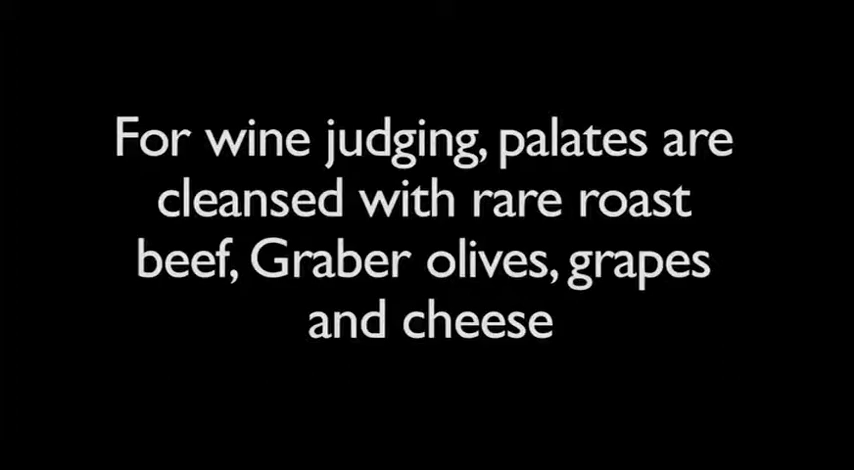 For wine judging, palates are
cleansed with rare roast
beef, Graber olives, grapes
and cheese